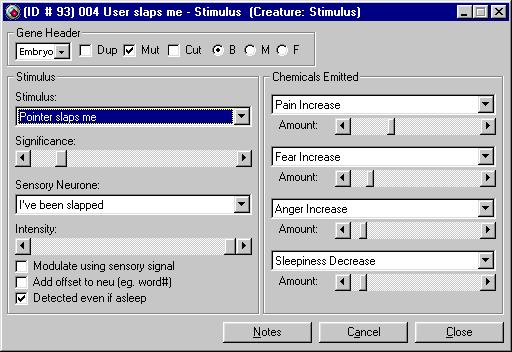 (ID # 93) 004 User slaps me - Stimulus (Creature: Stimulus)
Gene Header
Embryo Dup Mut Cut B M F
Stimulus
Stimulus:
Pointer slaps me
Significance:
Sensory Neurone:
I've been slapped
Intensity:
Modulate using sensory signal
Add offset to neu (eg. word#)
Detected even if asleep
Chemicals Emitted
Pain Increase
Amount:
Fear Increase
Amount:
Anger Increase
Amount:
Sleepiness Decrease
Amount:
Notes Cancel Close